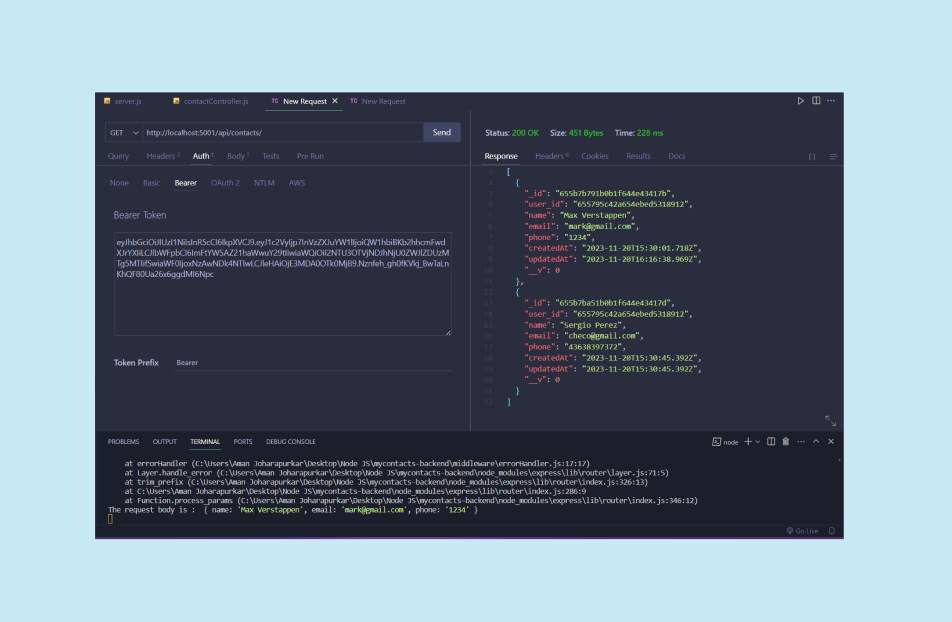 server.js contactController.js TC New Request × TC New Request
GET http://localhost:5001/api/contacts/ Send
Query Headers 2 Auth 1 Body 1 Tests Pre Run
None Basic Bearer OAuth 2 NTLM AWS
Bearer Token
Token Prefix Bearer
Status: 200 OK Size: 451 Bytes Time: 228 ms
Response Headers 6 Cookies Results Docs { }
1 [
2 {
3 "_id": "655b7b791b0b1f644e43417b",
4 "user_id": "655795c42a654ebed5318912",
5 "name": "Max Verstappen",
6 "email": "mark@gmail.com",
7 "phone": "1234",
8 "createdAt": "2023-11-20T15:30:01.718Z",
9 "updatedAt": "2023-11-20T16:16:38.969Z",
10 "__v": 0
11 },
12 {
13 "_id": "655b7ba51b0b1f644e43417d",
14 "user_id": "655795c42a654ebed5318912",
15 "name": "Sergio Perez",
16 "email": "checo@gmail.com",
17 "phone": "43638397372",
18 "createdAt": "2023-11-20T15:30:45.392Z",
19 "updatedAt": "2023-11-20T15:30:45.392Z",
20 "__v": 0
21 }
22 ]
PROBLEMS OUTPUT TERMINAL PORTS DEBUG CONSOLE node
at errorHandler (C:\Users\Aman Joharapurkar\Desktop\Node JS\mycontacts-backend\middleware\errorHandler.js:17:17)
at Layer.handle_error (C:\Users\Aman Joharapurkar\Desktop\Node JS\mycontacts-backend\node_modules\express\lib\router\layer.js:71:5)
at trim_prefix (C:\Users\Aman Joharapurkar\Desktop\Node JS\mycontacts-backend\node_modules\express\lib\router\index.js:326:13)
at C:\Users\Aman Joharapurkar\Desktop\Node JS\mycontacts-backend\node_modules\express\lib\router\index.js:286:9
at Function.process_params (C:\Users\Aman Joharapurkar\Desktop\Node JS\mycontacts-backend\node_modules\express\lib\router\index.js:346:12)
The request body is : { name: 'Max Verstappen', email: 'mark@gmail.com', phone: '1234' }
Go Live